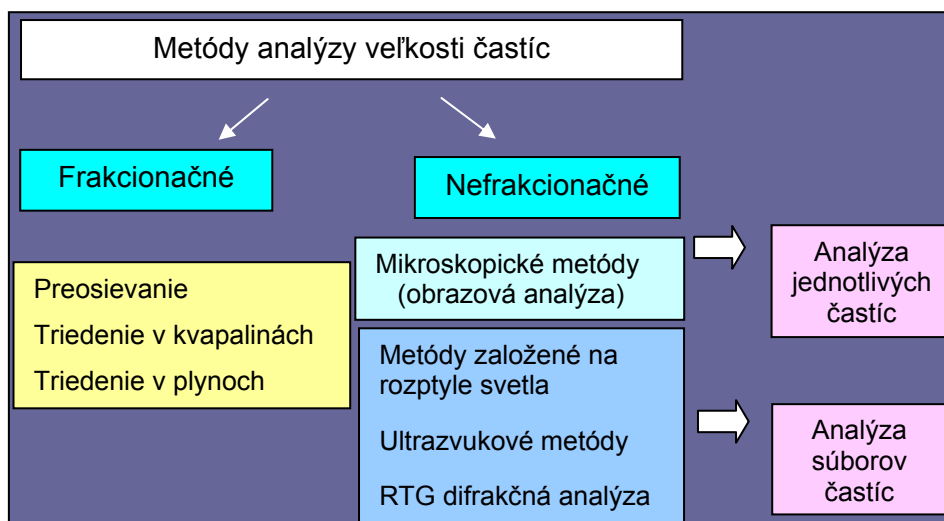 Metódy analýzy veľkosti častíc
Frakcionačné
Nefrakcionačné
Preosievanie
Triedenie v kvapalinách
Triedenie v plynoch
Mikroskopické metódy
(obrazová analýza)
Analýza
jednotlivých
častíc
Metódy založené na
rozptyle svetla
Ultrazvukové metódy
RTG difrakčná analýza
Analýza
súborov
častíc